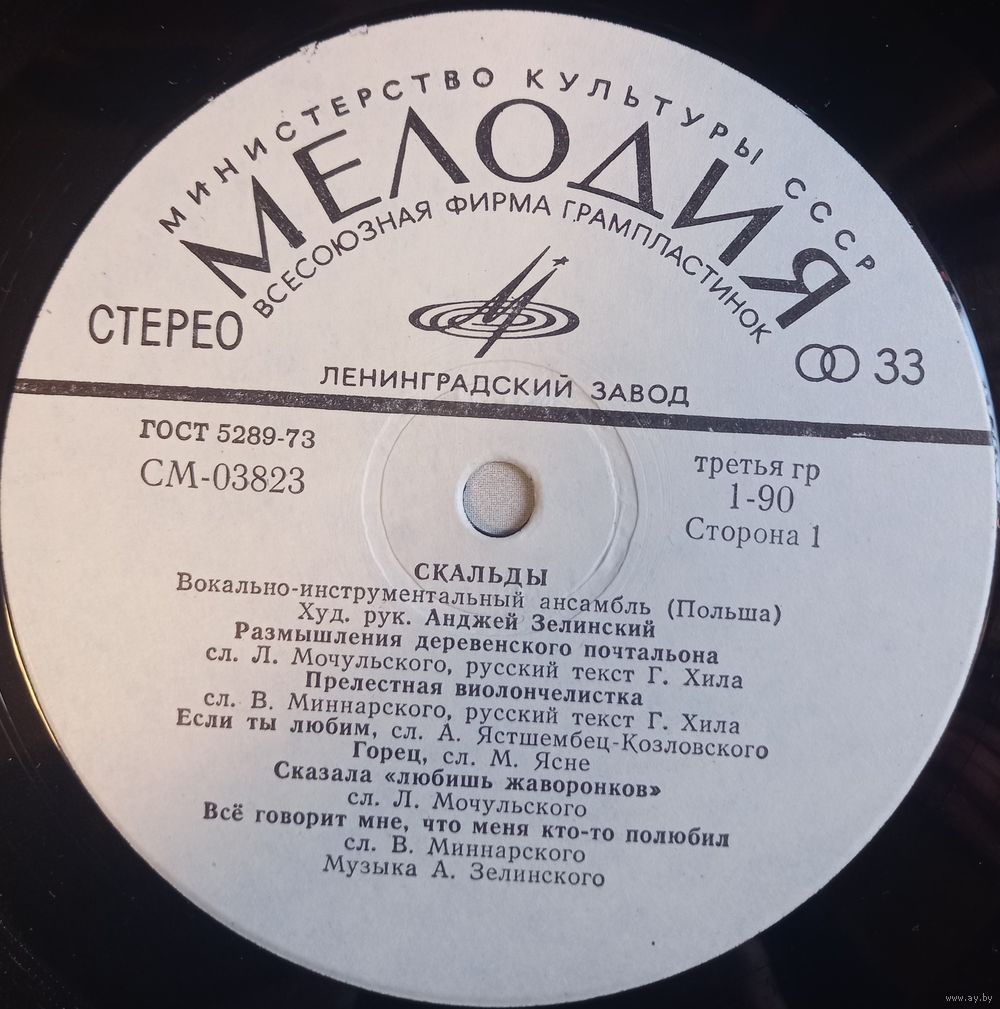 МИНИСТЕРСТВО КУЛЬТУРЫ СССР
МЕЛОДИЯ
ВСЕСОЮЗНАЯ ФИРМА ГРАМПЛАСТИНОК
СТЕРЕО
33
ЛЕНИНГРАДСКИЙ ЗАВОД
ГОСТ 5289-73
СМ-03823
третья гр
1-90
Сторона 1
СКАЛЬДЫ
Вокально-инструментальный ансамбль (Польша)
Худ. рук. Анджей Зелинский
Размышления деревенского почтальона
сл. Л. Мочульского, русский текст Г. Хила
Прелестная виолончелистка
сл. В. Миннарского, русский текст Г. Хила
Если ты любим, сл. А. Ястшембец-Козловского
Горец, сл. М. Ясне
Сказала «любишь жаворонков»
сл. Л. Мочульского
Всё говорит мне, что меня кто-то полюбил
сл. В. Миннарского
Музыка А. Зелинского
www.ay.by